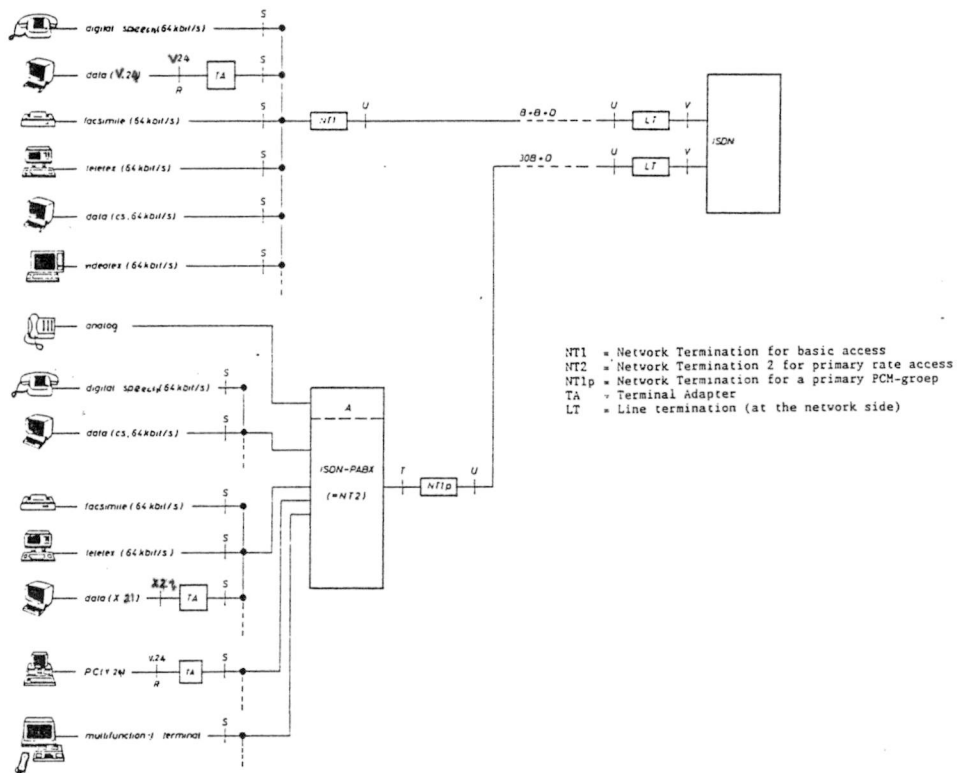 digital speech (64 kbit/s) S
data (V.24) V24 R TA S
facsimile (64 kbit/s) S NT1 U B+B+D U LT V
ISDN
teletex (64 kbit/s) S 30B+D U LT V
data (cs, 64 kbit/s) S
videotex (64 kbit/s) S
analog
digital speech (64 kbit/s) S
A
data (cs, 64 kbit/s) S
ISDN-PABX
(=NT2)
T NT1p U
facsimile (64 kbit/s) S
teletex (64 kbit/s) S
data (X 21) X21 TA S
PC (V 24) V.24 R TA S
terminal S
NT1 = Network Termination for basic access
NT2 = Network Termination 2 for primary rate access
NT1p = Network Termination for a primary PCM-groep
TA = Terminal Adapter
LT = Line termination (at the network side)